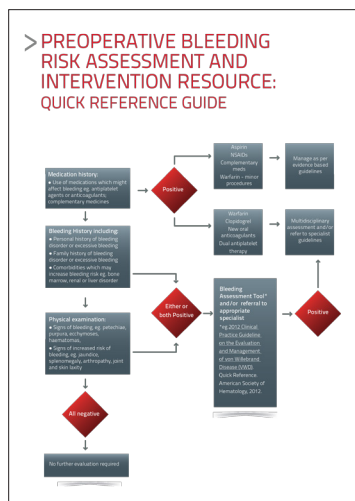 > PREOPERATIVE BLEEDING
RISK ASSESSMENT AND
INTERVENTION RESOURCE:
QUICK REFERENCE GUIDE
Medication history:
● Use of medications which might
affect bleeding eg. antiplatelet
agents or anticoagulants,
complementary medicines
Positive
Aspirin
NSAIDs
Complementary
meds
Warfarin - minor
procedures
Manage as per
evidence based
guidelines
Warfarin
Clopidogrel
New oral
anticoagulants
Dual antiplatelet
therapy
Multidisciplinary
assessment and/or
refer to specialist
guidelines
Bleeding History including:
● Personal history of bleeding
disorder or excessive bleeding
● Family history of bleeding
disorder or excessive bleeding
● Comorbidities which may
increase bleeding risk eg. bone
marrow, renal or liver disorder
Either or
both Positive
Bleeding
Assessment Tool*
and/or referral to
appropriate
specialist
*eg 2012 Clinical
Practice Guideline
on the Evaluation
and Management
of von Willebrand
Disease (VWD).
Quick Reference
American Society of
Hematology, 2012.
Positive
Physical examination:
● Signs of bleeding, eg. petechiae,
purpura, ecchymoses,
haematomas,
● Signs of increased risk of
bleeding, eg. jaundice,
splenomegaly, arthropathy, joint
and skin laxity
All negative
No further evaluation required